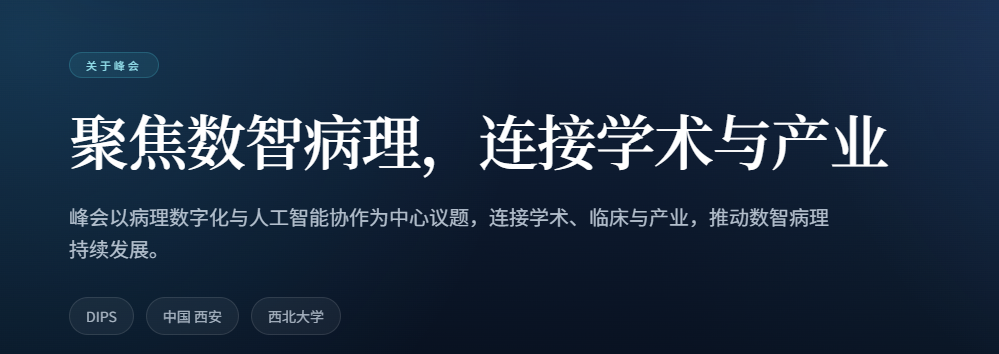 关于峰会
聚焦数智病理，连接学术与产业
峰会以病理数字化与人工智能协作为中心议题，连接学术、临床与产业，推动数智病理
持续发展。
DIPS
中国 西安
西北大学